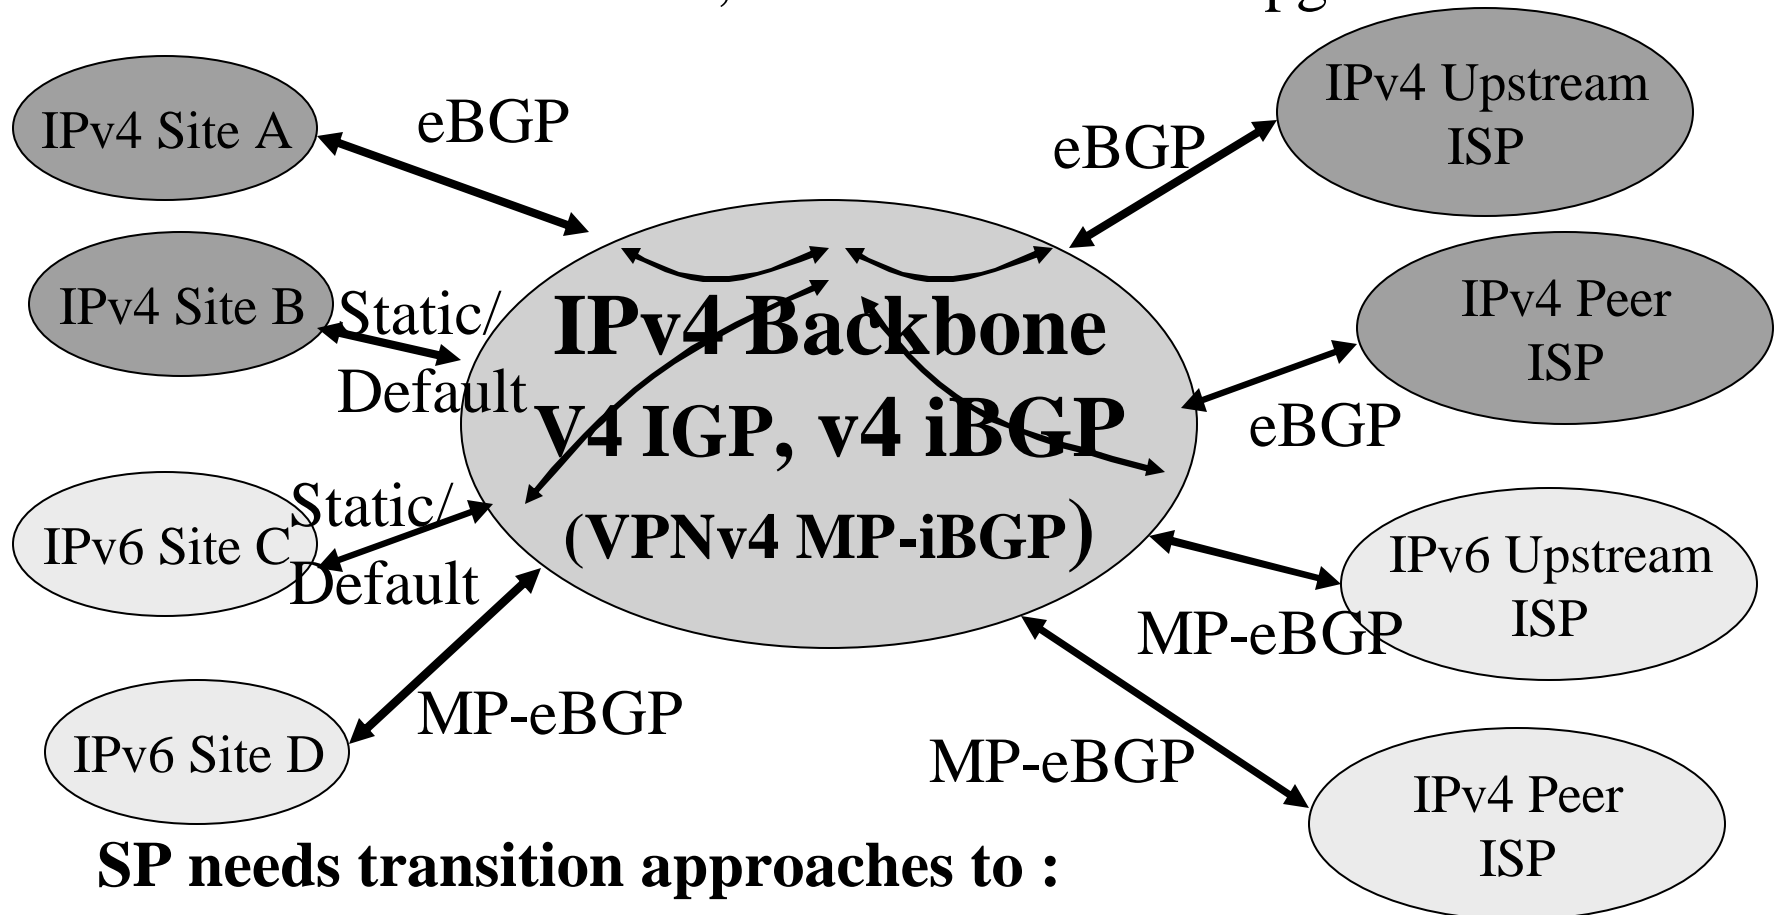 IPv4 Upstream
ISP
IPv4 Site A
eBGP
eBGP
IPv4 Site B
Static/
Default
IPv4 Backbone
V4 IGP, v4 iBGP
(VPNv4 MP-iBGP)
IPv4 Peer
ISP
eBGP
IPv6 Site C
Static/
Default
IPv6 Upstream
ISP
MP-eBGP
IPv6 Site D
MP-eBGP
MP-eBGP
IPv4 Peer
ISP
SP needs transition approaches to :